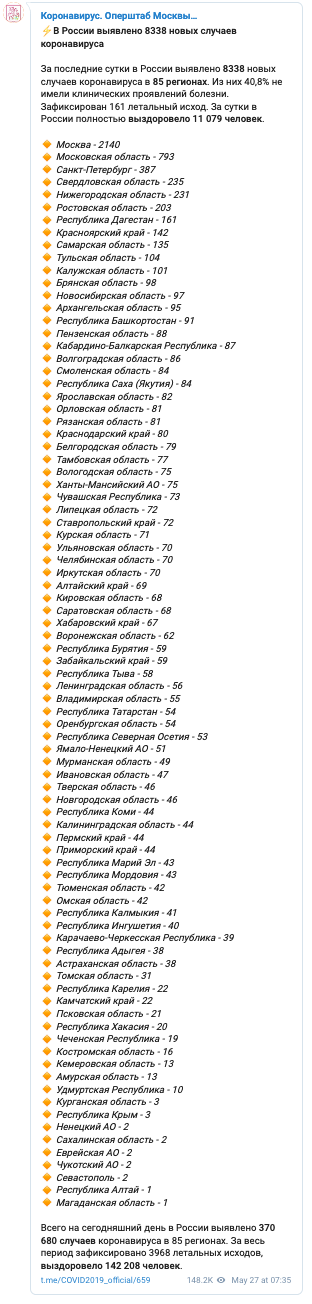 Коронавирус. Оперштаб Москвы…
⚡В России выявлено 8338 новых случаев
коронавируса
За последние сутки в России выявлено 8338 новых
случаев коронавируса в 85 регионах. Из них 40,8% не
имели клинических проявлений болезни.
Зафиксирован 161 летальный исход. За сутки в
России полностью выздоровело 11 079 человек.
🔸 Москва - 2140
🔸 Московская область - 793
🔸 Санкт-Петербург - 387
🔸 Свердловская область - 235
🔸 Нижегородская область - 231
🔸 Ростовская область - 203
🔸 Республика Дагестан - 161
🔸 Красноярский край - 142
🔸 Самарская область - 135
🔸 Тульская область - 104
🔸 Калужская область - 101
🔸 Брянская область - 98
🔸 Новосибирская область - 97
🔸 Архангельская область - 95
🔸 Республика Башкортостан - 91
🔸 Пензенская область - 88
🔸 Кабардино-Балкарская Республика - 87
🔸 Волгоградская область - 86
🔸 Смоленская область - 84
🔸 Республика Саха (Якутия) - 84
🔸 Ярославская область - 82
🔸 Орловская область - 81
🔸 Рязанская область - 81
🔸 Краснодарский край - 80
🔸 Белгородская область - 79
🔸 Тамбовская область - 77
🔸 Вологодская область - 75
🔸 Ханты-Мансийский АО - 75
🔸 Чувашская Республика - 73
🔸 Липецкая область - 72
🔸 Ставропольский край - 72
🔸 Курская область - 71
🔸 Ульяновская область - 70
🔸 Челябинская область - 70
🔸 Иркутская область - 70
🔸 Алтайский край - 69
🔸 Кировская область - 68
🔸 Саратовская область - 68
🔸 Хабаровский край - 67
🔸 Воронежская область - 62
🔸 Республика Бурятия - 59
🔸 Забайкальский край - 59
🔸 Республика Тыва - 58
🔸 Ленинградская область - 56
🔸 Владимирская область - 55
🔸 Республика Татарстан - 54
🔸 Оренбургская область - 54
🔸 Республика Северная Осетия - 53
🔸 Ямало-Ненецкий АО - 51
🔸 Мурманская область - 49
🔸 Ивановская область - 47
🔸 Тверская область - 46
🔸 Новгородская область - 46
🔸 Республика Коми - 44
🔸 Калининградская область - 44
🔸 Пермский край - 44
🔸 Приморский край - 44
🔸 Республика Марий Эл - 43
🔸 Республика Мордовия - 43
🔸 Тюменская область - 42
🔸 Омская область - 42
🔸 Республика Калмыкия - 41
🔸 Республика Ингушетия - 40
🔸 Карачаево-Черкесская Республика - 39
🔸 Республика Адыгея - 38
🔸 Астраханская область - 38
🔸 Томская область - 31
🔸 Республика Карелия - 22
🔸 Камчатский край - 22
🔸 Псковская область - 21
🔸 Республика Хакасия - 20
🔸 Чеченская Республика - 19
🔸 Костромская область - 16
🔸 Кемеровская область - 13
🔸 Амурская область - 13
🔸 Удмуртская Республика - 10
🔸 Курганская область - 3
🔸 Республика Крым - 3
🔸 Ненецкий АО - 2
🔸 Сахалинская область - 2
🔸 Еврейская АО - 2
🔸 Чукотский АО - 2
🔸 Севастополь - 2
🔸 Республика Алтай - 1
🔸 Магаданская область - 1
Всего на сегодняшний день в России выявлено 370
680 случаев коронавируса в 85 регионах. За весь
период зафиксировано 3968 летальных исходов,
выздоровело 142 208 человек.
t.me/COVID2019_official/659 148.2K May 27 at 07:35